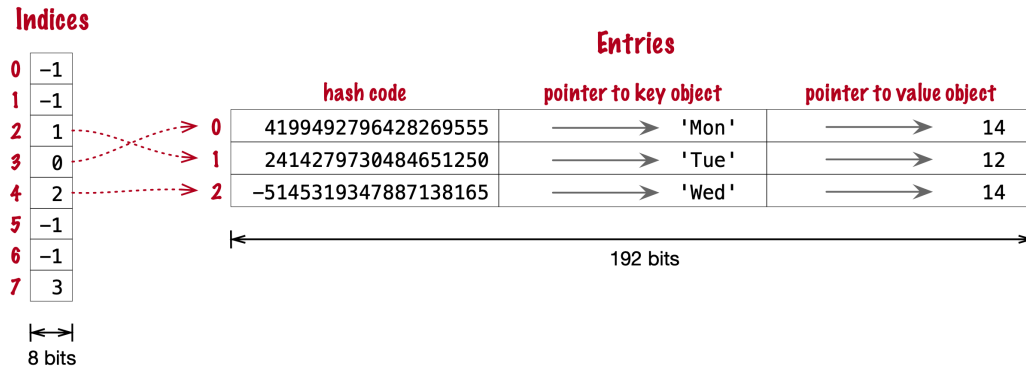 Indices
Entries
hash code pointer to key object pointer to value object
0 -1
1 -1
2 1
3 0
4 2
5 -1
6 -1
7 3
0 4199492796428269555 'Mon' 14
1 2414279730484651250 'Tue' 12
2 -5145319347887138165 'Wed' 14
192 bits
8 bits